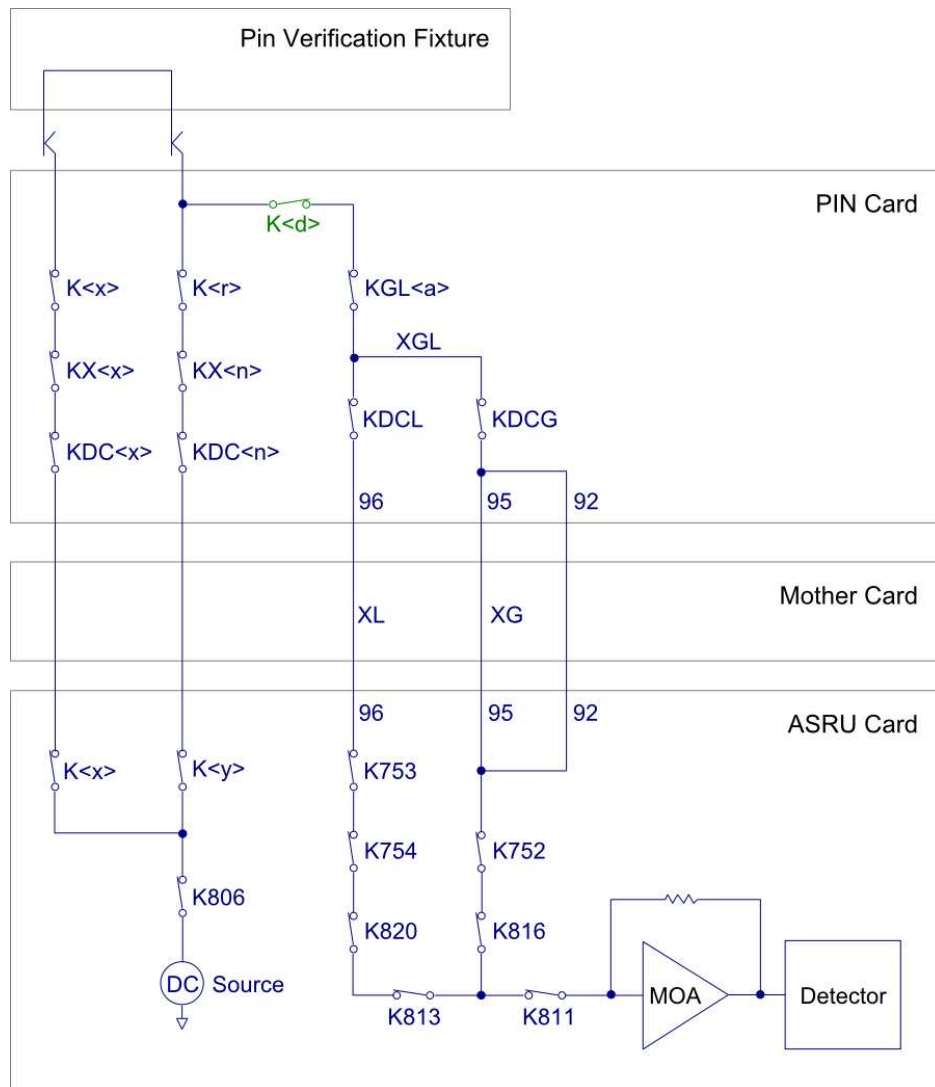 Pin Verification Fixture
PIN Card
K<d>
K<x>
K<r>
KGL<a>
XGL
KX<x>
KX<n>
KDCL
KDCG
KDC<x>
KDC<n>
96
95
92
Mother Card
XL
XG
96
95
92
ASRU Card
K<x>
K<y>
K753
K754
K752
K806
K820
K816
DC
Source
MOA
Detector
K813
K811